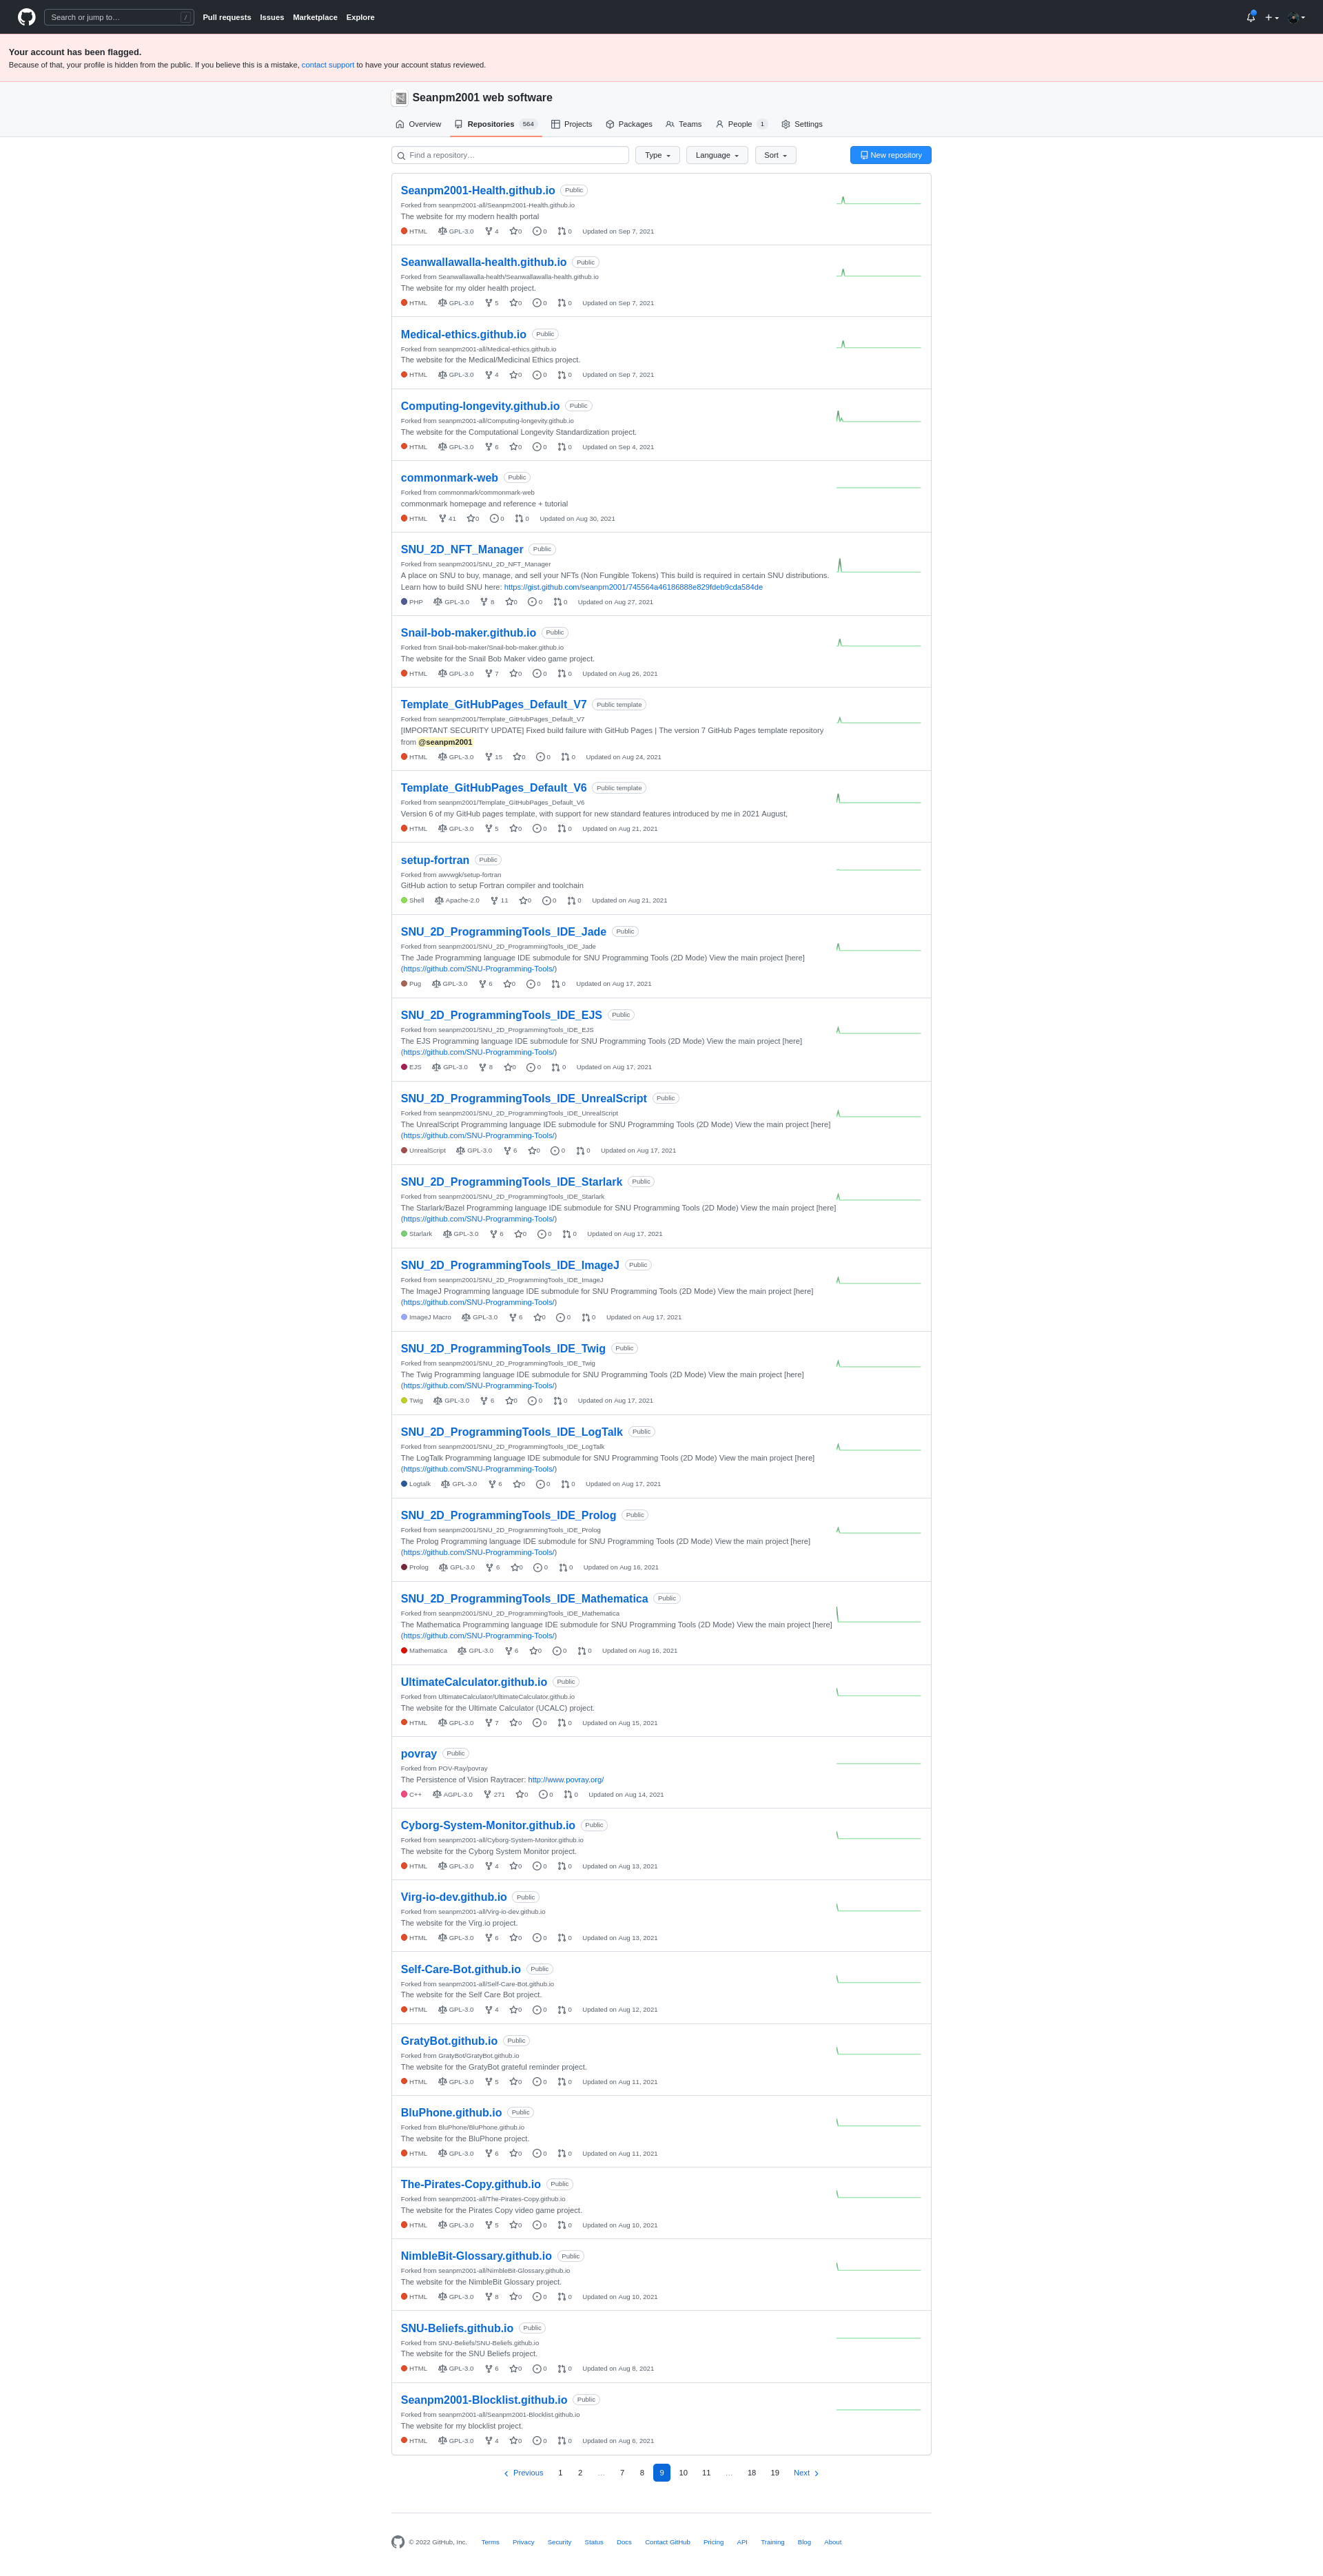 Search or jump to…
/
Pull requests Issues Marketplace Explore
Your account has been flagged.
Because of that, your profile is hidden from the public. If you believe this is a mistake, contact support to have your account status reviewed.
Seanpm2001 web software
Overview Repositories 564 Projects Packages Teams People 1 Settings
Find a repository… Type Language Sort New repository
Seanpm2001-Health.github.io Public
Forked from seanpm2001-all/Seanpm2001-Health.github.io
The website for my modern health portal
HTML GPL-3.0 4 0 0 0 Updated on Sep 7, 2021
Seanwallawalla-health.github.io Public
Forked from Seanwallawalla-health/Seanwallawalla-health.github.io
The website for my older health project.
HTML GPL-3.0 5 0 0 0 Updated on Sep 7, 2021
Medical-ethics.github.io Public
Forked from seanpm2001-all/Medical-ethics.github.io
The website for the Medical/Medicinal Ethics project.
HTML GPL-3.0 4 0 0 0 Updated on Sep 7, 2021
Computing-longevity.github.io Public
Forked from seanpm2001-all/Computing-longevity.github.io
The website for the Computational Longevity Standardization project.
HTML GPL-3.0 6 0 0 0 Updated on Sep 4, 2021
commonmark-web Public
Forked from commonmark/commonmark-web
commonmark homepage and reference + tutorial
HTML 41 0 0 0 Updated on Aug 30, 2021
SNU_2D_NFT_Manager Public
Forked from seanpm2001/SNU_2D_NFT_Manager
A place on SNU to buy, manage, and sell your NFTs (Non Fungible Tokens) This build is required in certain SNU distributions.
Learn how to build SNU here: https://gist.github.com/seanpm2001/745564a46186888e829fdeb9cda584de
PHP GPL-3.0 8 0 0 0 Updated on Aug 27, 2021
Snail-bob-maker.github.io Public
Forked from Snail-bob-maker/Snail-bob-maker.github.io
The website for the Snail Bob Maker video game project.
HTML GPL-3.0 7 0 0 0 Updated on Aug 26, 2021
Template_GitHubPages_Default_V7 Public template
Forked from seanpm2001/Template_GitHubPages_Default_V7
[IMPORTANT SECURITY UPDATE] Fixed build failure with GitHub Pages | The version 7 GitHub Pages template repository
from @seanpm2001
HTML GPL-3.0 15 0 0 0 Updated on Aug 24, 2021
Template_GitHubPages_Default_V6 Public template
Forked from seanpm2001/Template_GitHubPages_Default_V6
Version 6 of my GitHub pages template, with support for new standard features introduced by me in 2021 August,
HTML GPL-3.0 5 0 0 0 Updated on Aug 21, 2021
setup-fortran Public
Forked from awvwgk/setup-fortran
GitHub action to setup Fortran compiler and toolchain
Shell Apache-2.0 11 0 0 0 Updated on Aug 21, 2021
SNU_2D_ProgrammingTools_IDE_Jade Public
Forked from seanpm2001/SNU_2D_ProgrammingTools_IDE_Jade
The Jade Programming language IDE submodule for SNU Programming Tools (2D Mode) View the main project [here]
(https://github.com/SNU-Programming-Tools/)
Pug GPL-3.0 6 0 0 0 Updated on Aug 17, 2021
SNU_2D_ProgrammingTools_IDE_EJS Public
Forked from seanpm2001/SNU_2D_ProgrammingTools_IDE_EJS
The EJS Programming language IDE submodule for SNU Programming Tools (2D Mode) View the main project [here]
(https://github.com/SNU-Programming-Tools/)
EJS GPL-3.0 8 0 0 0 Updated on Aug 17, 2021
SNU_2D_ProgrammingTools_IDE_UnrealScript Public
Forked from seanpm2001/SNU_2D_ProgrammingTools_IDE_UnrealScript
The UnrealScript Programming language IDE submodule for SNU Programming Tools (2D Mode) View the main project [here]
(https://github.com/SNU-Programming-Tools/)
UnrealScript GPL-3.0 6 0 0 0 Updated on Aug 17, 2021
SNU_2D_ProgrammingTools_IDE_Starlark Public
Forked from seanpm2001/SNU_2D_ProgrammingTools_IDE_Starlark
The Starlark/Bazel Programming language IDE submodule for SNU Programming Tools (2D Mode) View the main project [here]
(https://github.com/SNU-Programming-Tools/)
Starlark GPL-3.0 6 0 0 0 Updated on Aug 17, 2021
SNU_2D_ProgrammingTools_IDE_ImageJ Public
Forked from seanpm2001/SNU_2D_ProgrammingTools_IDE_ImageJ
The ImageJ Programming language IDE submodule for SNU Programming Tools (2D Mode) View the main project [here]
(https://github.com/SNU-Programming-Tools/)
ImageJ Macro GPL-3.0 6 0 0 0 Updated on Aug 17, 2021
SNU_2D_ProgrammingTools_IDE_Twig Public
Forked from seanpm2001/SNU_2D_ProgrammingTools_IDE_Twig
The Twig Programming language IDE submodule for SNU Programming Tools (2D Mode) View the main project [here]
(https://github.com/SNU-Programming-Tools/)
Twig GPL-3.0 6 0 0 0 Updated on Aug 17, 2021
SNU_2D_ProgrammingTools_IDE_LogTalk Public
Forked from seanpm2001/SNU_2D_ProgrammingTools_IDE_LogTalk
The LogTalk Programming language IDE submodule for SNU Programming Tools (2D Mode) View the main project [here]
(https://github.com/SNU-Programming-Tools/)
Logtalk GPL-3.0 6 0 0 0 Updated on Aug 17, 2021
SNU_2D_ProgrammingTools_IDE_Prolog Public
Forked from seanpm2001/SNU_2D_ProgrammingTools_IDE_Prolog
The Prolog Programming language IDE submodule for SNU Programming Tools (2D Mode) View the main project [here]
(https://github.com/SNU-Programming-Tools/)
Prolog GPL-3.0 6 0 0 0 Updated on Aug 16, 2021
SNU_2D_ProgrammingTools_IDE_Mathematica Public
Forked from seanpm2001/SNU_2D_ProgrammingTools_IDE_Mathematica
The Mathematica Programming language IDE submodule for SNU Programming Tools (2D Mode) View the main project [here]
(https://github.com/SNU-Programming-Tools/)
Mathematica GPL-3.0 6 0 0 0 Updated on Aug 16, 2021
UltimateCalculator.github.io Public
Forked from UltimateCalculator/UltimateCalculator.github.io
The website for the Ultimate Calculator (UCALC) project.
HTML GPL-3.0 7 0 0 0 Updated on Aug 15, 2021
povray Public
Forked from POV-Ray/povray
The Persistence of Vision Raytracer: http://www.povray.org/
C++ AGPL-3.0 271 0 0 0 Updated on Aug 14, 2021
Cyborg-System-Monitor.github.io Public
Forked from seanpm2001-all/Cyborg-System-Monitor.github.io
The website for the Cyborg System Monitor project.
HTML GPL-3.0 4 0 0 0 Updated on Aug 13, 2021
Virg-io-dev.github.io Public
Forked from seanpm2001-all/Virg-io-dev.github.io
The website for the Virg.io project.
HTML GPL-3.0 6 0 0 0 Updated on Aug 13, 2021
Self-Care-Bot.github.io Public
Forked from seanpm2001-all/Self-Care-Bot.github.io
The website for the Self Care Bot project.
HTML GPL-3.0 4 0 0 0 Updated on Aug 12, 2021
GratyBot.github.io Public
Forked from GratyBot/GratyBot.github.io
The website for the GratyBot grateful reminder project.
HTML GPL-3.0 5 0 0 0 Updated on Aug 11, 2021
BluPhone.github.io Public
Forked from BluPhone/BluPhone.github.io
The website for the BluPhone project.
HTML GPL-3.0 6 0 0 0 Updated on Aug 11, 2021
The-Pirates-Copy.github.io Public
Forked from seanpm2001-all/The-Pirates-Copy.github.io
The website for the Pirates Copy video game project.
HTML GPL-3.0 5 0 0 0 Updated on Aug 10, 2021
NimbleBit-Glossary.github.io Public
Forked from seanpm2001-all/NimbleBit-Glossary.github.io
The website for the NimbleBit Glossary project.
HTML GPL-3.0 8 0 0 0 Updated on Aug 10, 2021
SNU-Beliefs.github.io Public
Forked from SNU-Beliefs/SNU-Beliefs.github.io
The website for the SNU Beliefs project.
HTML GPL-3.0 6 0 0 0 Updated on Aug 8, 2021
Seanpm2001-Blocklist.github.io Public
Forked from seanpm2001-all/Seanpm2001-Blocklist.github.io
The website for my blocklist project.
HTML GPL-3.0 4 0 0 0 Updated on Aug 6, 2021
Previous 1 2 … 7 8 9 10 11 … 18 19 Next
© 2022 GitHub, Inc. Terms Privacy Security Status Docs Contact GitHub Pricing API Training Blog About